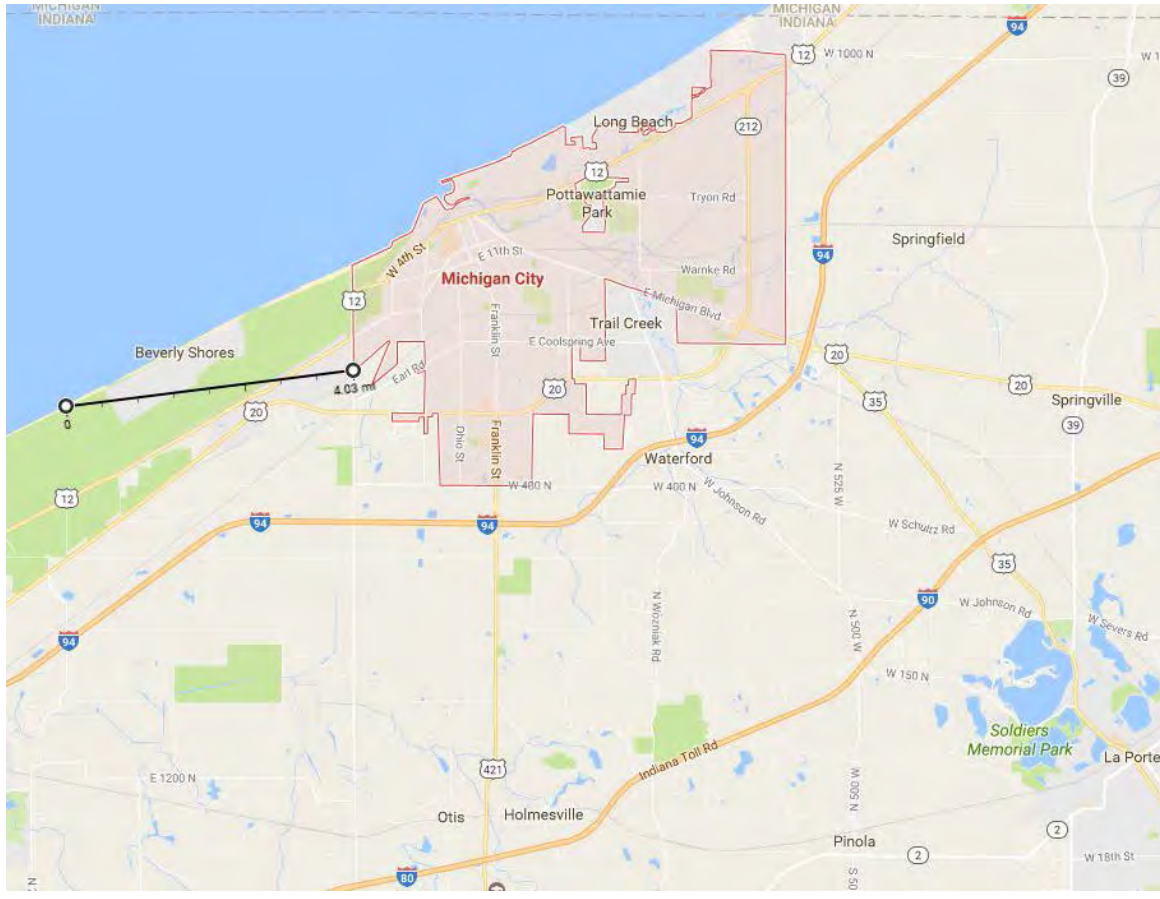 MICHIGAN
INDIANA
MICHIGAN
INDIANA
94
12
W 1000 N
W 1
39
Long Beach
212
12
Pottawattamie
Park
Tryon Rd
Springfield
W 4th St
E 11th St
94
Michigan City
Warnke Rd
12
E Michigan Blvd
Franklin St
Trail Creek
E Coolspring Ave
Beverly Shores
20
4.03 mi
Earl Rd
20
20
35
Springville
0
20
39
Ohio St
Franklin St
94
Waterford
12
W 400 N
W 400 N
W Johnson Rd
N 525 W
94
94
W Schultz Rd
35
90
W Johnson Rd
N Wozniak Rd
N 500 W
W Severs Rd
94
W 150 N
Soldiers
Memorial Park
Indiana Toll Rd
La Porte
421
E 1200 N
N 500 W
Otis
Holmesville
Pinola
2
2
W 18th St
80
S 50